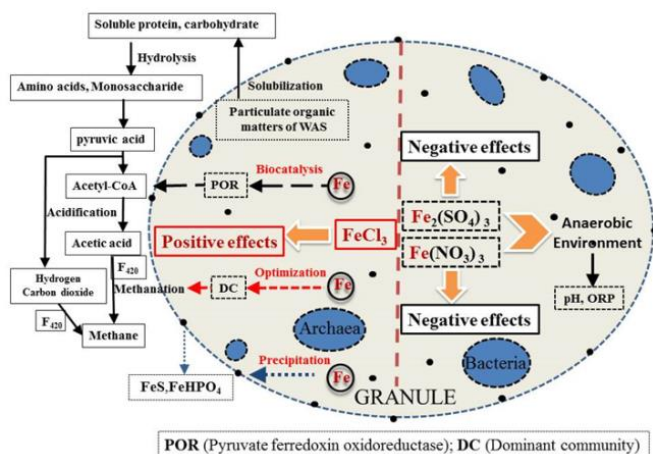 Soluble protein, carbohydrate
Hydrolysis
Amino acids, Monosaccharide
Solubilization
Particulate organic
matters of WAS
pyruvic acid
Acetyl-CoA
Acidification
Acetic acid
F₄₂₀
Hydrogen
Carbon dioxide
Methanation
F₄₂₀
Methane
Biocatalysis
POR
Fe
Positive effects
FeCl₃
Optimization
DC
Fe
Archaea
Precipitation
Fe
FeS,FeHPO₄
GRANULE
Negative effects
Fe₂(SO₄)₃
Fe(NO₃)₃
Negative effects
Anaerobic
Environment
pH, ORP
Bacteria
POR (Pyruvate ferredoxin oxidoreductase); DC (Dominant community)